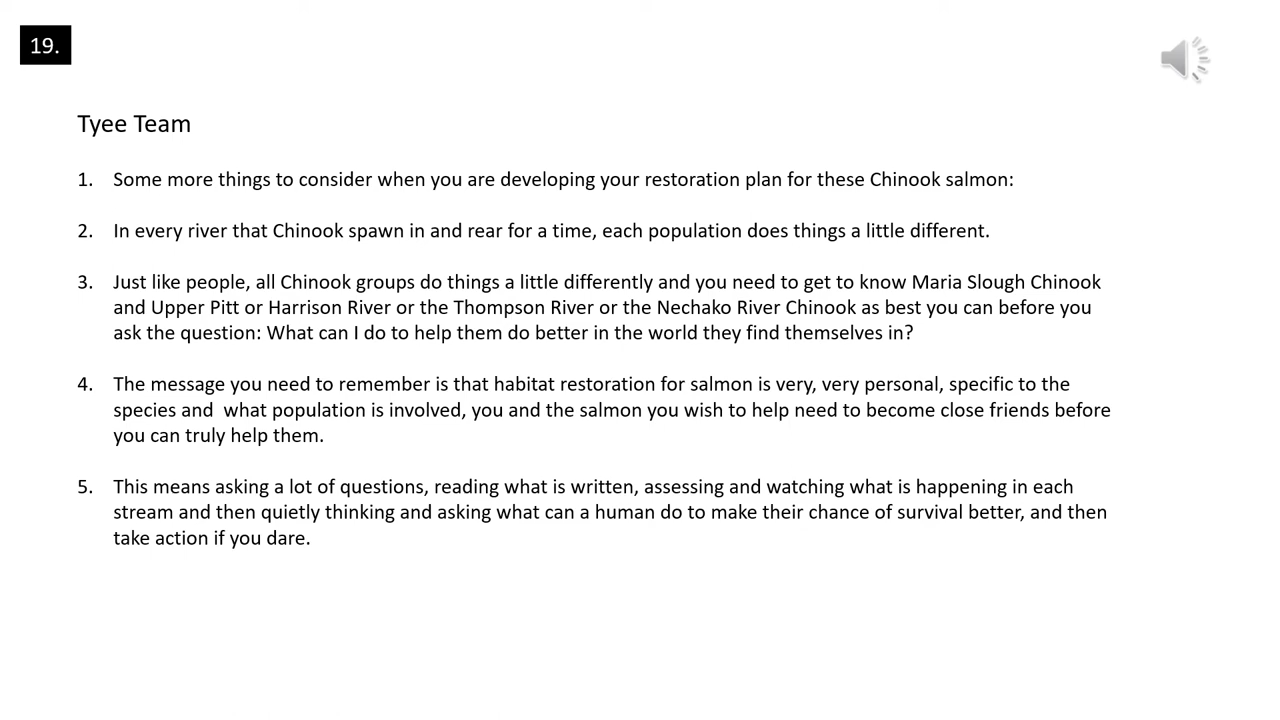 19.
Tyee Team
1. Some more things to consider when you are developing your restoration plan for these Chinook salmon:
2. In every river that Chinook spawn in and rear for a time, each population does things a little different.
3. Just like people, all Chinook groups do things a little differently and you need to get to know Maria Slough Chinook
and Upper Pitt or Harrison River or the Thompson River or the Nechako River Chinook as best you can before you
ask the question: What can I do to help them do better in the world they find themselves in?
4. The message you need to remember is that habitat restoration for salmon is very, very personal, specific to the
species and  what population is involved, you and the salmon you wish to help need to become close friends before
you can truly help them.
5. This means asking a lot of questions, reading what is written, assessing and watching what is happening in each
stream and then quietly thinking and asking what can a human do to make their chance of survival better, and then
take action if you dare.